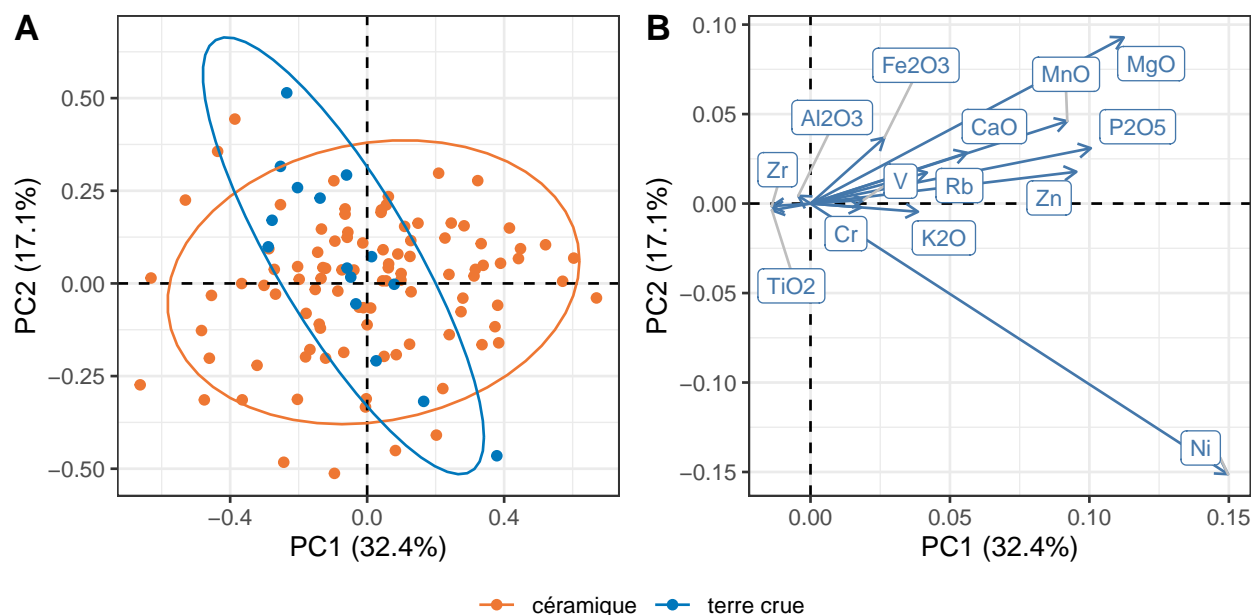 A
PC2 (17.1%)
0.50
0.25
0.00
−0.25
−0.50
−0.4
0.0
0.4
PC1 (32.4%)
B
PC2 (17.1%)
0.10
0.05
0.00
−0.05
−0.10
−0.15
Fe2O3
MnO
MgO
Al2O3
CaO
P2O5
Zr
V
Rb
Zn
Cr
K2O
TiO2
Ni
0.00
0.05
0.10
0.15
PC1 (32.4%)
céramique
terre crue